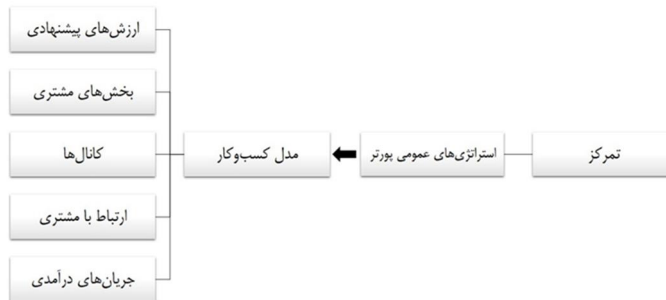 تمرکز
استراتژی‌های عمومی پورتر
مدل کسب‌وکار
ارزش‌های پیشنهادی
بخش‌های مشتری
کانال‌ها
ارتباط با مشتری
جریان‌های درآمدی